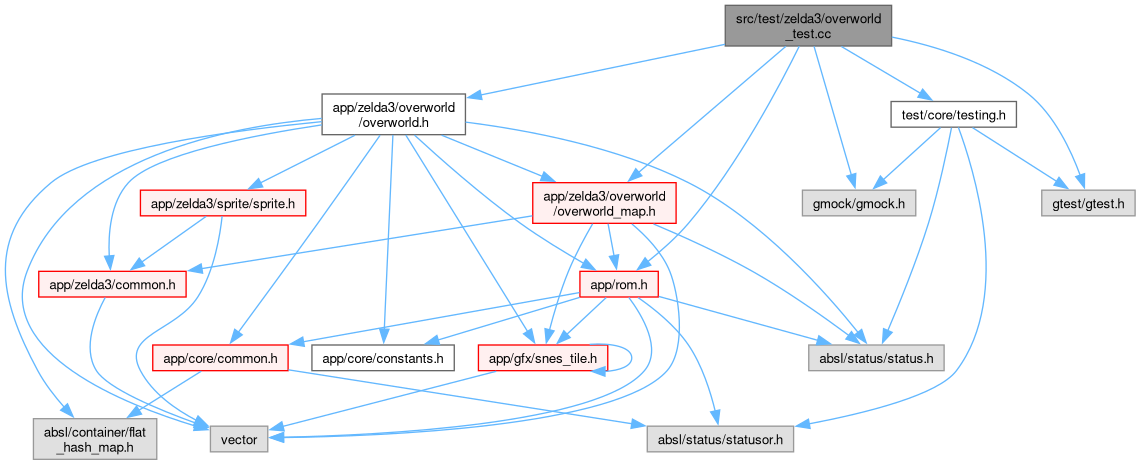 src/test/zelda3/overworld
_test.cc
app/zelda3/overworld
/overworld.h
test/core/testing.h
app/zelda3/sprite/sprite.h
app/zelda3/overworld
/overworld_map.h
gmock/gmock.h
gtest/gtest.h
app/zelda3/common.h
app/rom.h
app/core/common.h
app/core/constants.h
app/gfx/snes_tile.h
absl/status/status.h
absl/container/flat
_hash_map.h
vector
absl/status/statusor.h